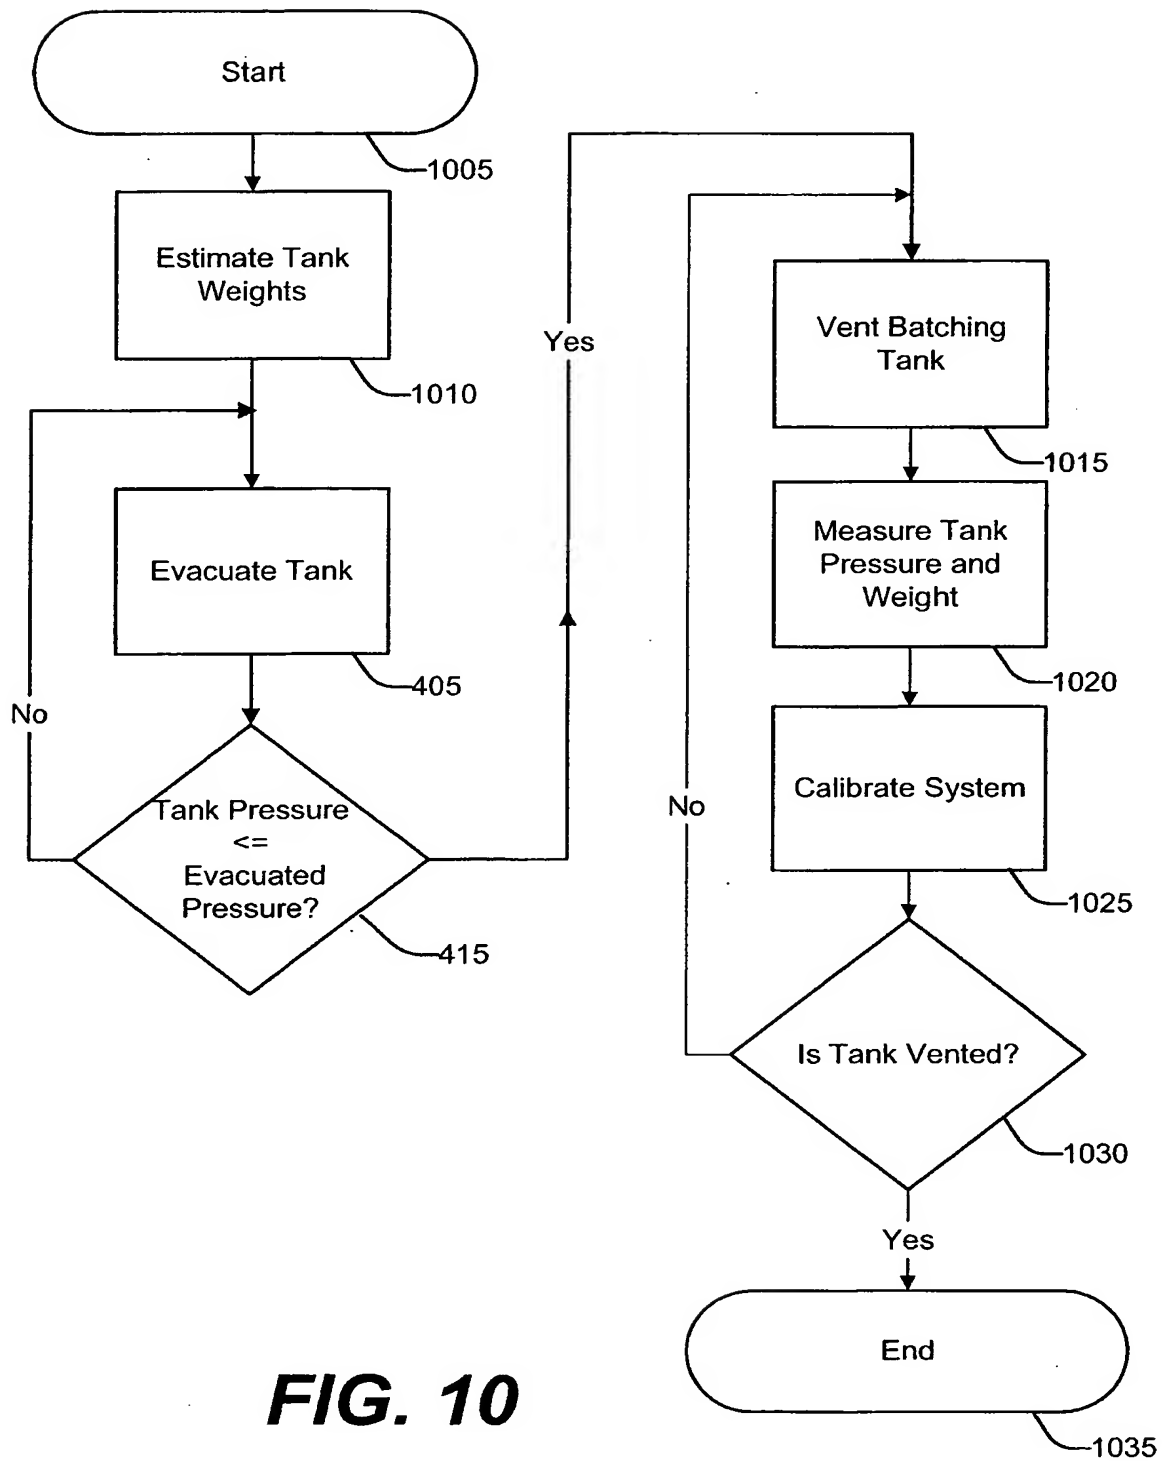 Start
1005
Estimate Tank
Weights
1010
Evacuate Tank
405
No
Tank Pressure
<=
Evacuated
Pressure?
415
Yes
Vent Batching
Tank
1015
Measure Tank
Pressure and
Weight
1020
Calibrate System
1025
No
Is Tank Vented?
1030
Yes
End
1035
FIG. 10